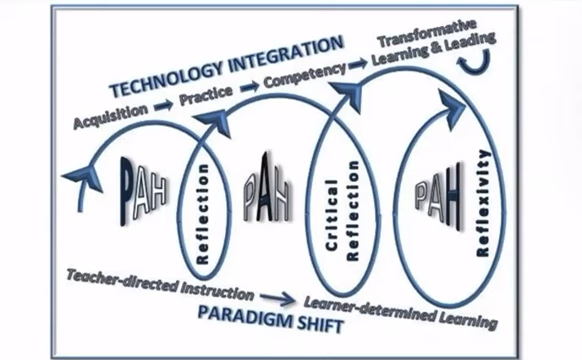 Transformative
TECHNOLOGY INTEGRATION
Acquisition Practice Competency Learning & Leading
PAH PAH PAH
Reflection
Critical
Reflection
Reflexivity
Teacher-directed Instruction Learner-determined Learning
PARADIGM SHIFT